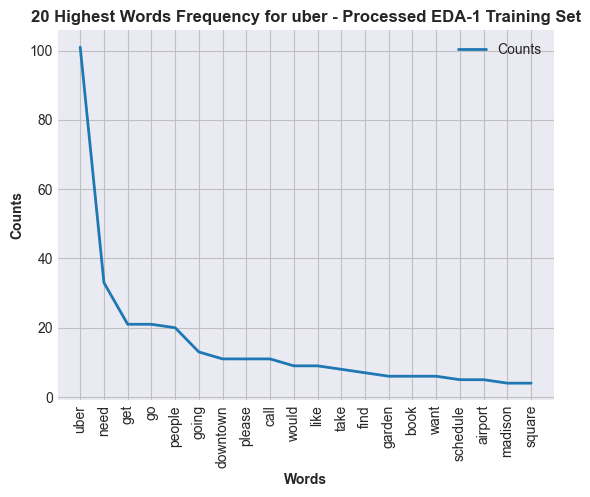 20 Highest Words Frequency for uber - Processed EDA-1 Training Set
Counts
100
80
60
40
20
0
Counts
uber
need
get
go
people
going
downtown
please
call
would
like
take
find
garden
book
want
schedule
airport
madison
square
Words